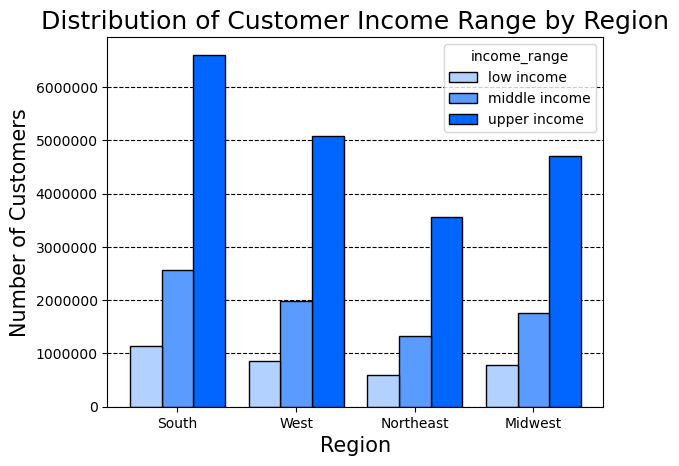 Distribution of Customer Income Range by Region
income_range
low income
middle income
upper income
Number of Customers
6000000
5000000
4000000
3000000
2000000
1000000
0
South West Northeast Midwest
Region